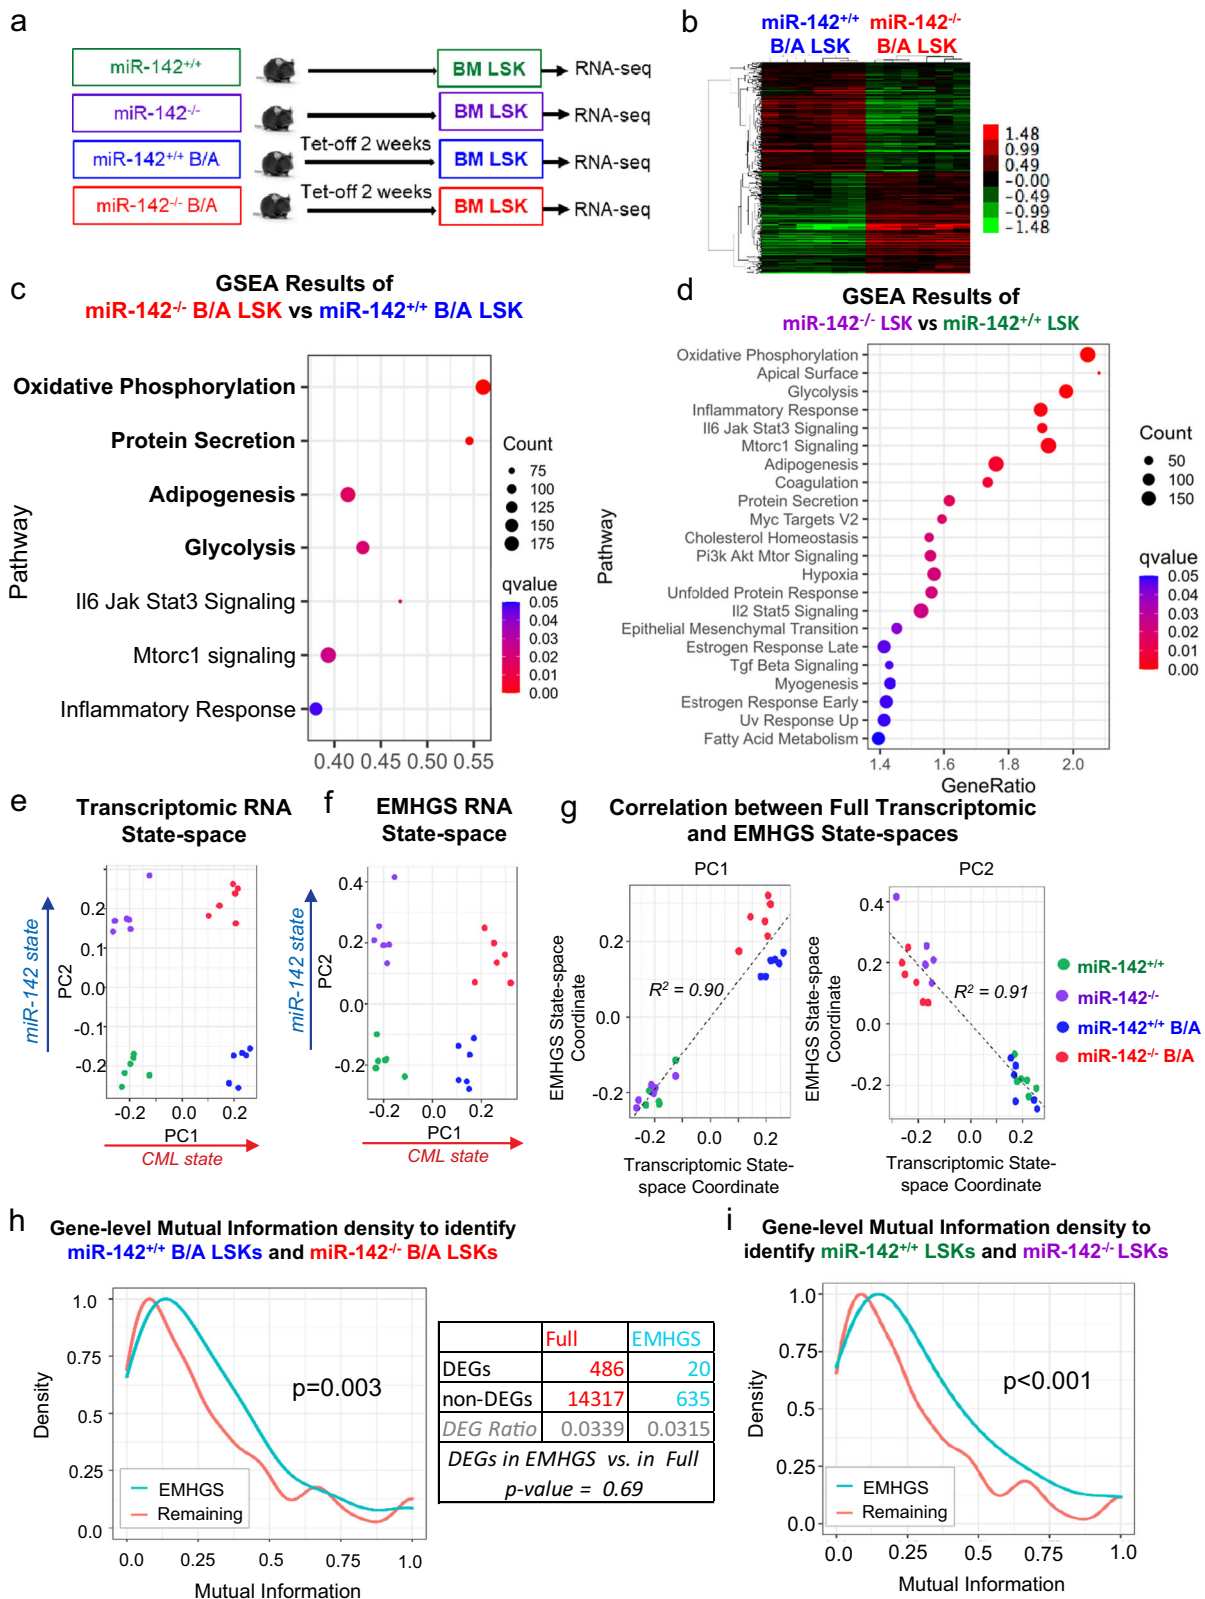 a
miR-142+/+
BM LSK
RNA-seq
miR-142-/-
BM LSK
RNA-seq
Tet-off 2 weeks
miR-142+/+ B/A
BM LSK
RNA-seq
Tet-off 2 weeks
miR-142-/- B/A
BM LSK
RNA-seq
b
miR-142+/+ miR-142-/-
B/A LSK B/A LSK
1.48
0.99
0.49
-0.00
-0.49
-0.99
-1.48
c
GSEA Results of
miR-142-/- B/A LSK vs miR-142+/+ B/A LSK
Pathway
Oxidative Phosphorylation
Protein Secretion
Adipogenesis
Glycolysis
Il6 Jak Stat3 Signaling
Mtorc1 signaling
Inflammatory Response
0.40 0.45 0.50 0.55
Count
75
100
125
150
175
qvalue
0.05
0.04
0.03
0.02
0.01
0.00
d
GSEA Results of
miR-142-/- LSK vs miR-142+/+ LSK
Pathway
Oxidative Phosphorylation
Apical Surface
Glycolysis
Inflammatory Response
Il6 Jak Stat3 Signaling
Mtorc1 Signaling
Adipogenesis
Coagulation
Protein Secretion
Myc Targets V2
Cholesterol Homeostasis
Pi3k Akt Mtor Signaling
Hypoxia
Unfolded Protein Response
Il2 Stat5 Signaling
Epithelial Mesenchymal Transition
Estrogen Response Late
Tgf Beta Signaling
Myogenesis
Estrogen Response Early
Uv Response Up
Fatty Acid Metabolism
1.4 1.6 1.8 2.0
GeneRatio
Count
50
100
150
qvalue
0.05
0.04
0.03
0.02
0.01
0.00
e
Transcriptomic RNA
State-space
miR-142 state
PC2
0.2
0.1
0.0
-0.1
-0.2
-0.2 0.0 0.2
PC1
CML state
f
EMHGS RNA
State-space
miR-142 state
PC2
0.4
0.2
0.0
-0.2
-0.2 0.0 0.2
PC1
CML state
g
Correlation between Full Transcriptomic
and EMHGS State-spaces
PC1
EMHGS State-space
Coordinate
0.2
0.0
-0.2
R2 = 0.90
-0.2 0.0 0.2
Transcriptomic State-
space Coordinate
PC2
EMHGS State-space
Coordinate
0.4
0.2
0.0
-0.2
R2 = 0.91
-0.2 0.0 0.2
Transcriptomic State-
space Coordinate
miR-142+/+
miR-142-/-
miR-142+/+ B/A
miR-142-/- B/A
h
Gene-level Mutual Information density to identify
miR-142+/+ B/A LSKs and miR-142-/- B/A LSKs
Density
1.0
0.75
0.5
0.25
0.0
p=0.003
EMHGS
Remaining
0.0 0.25 0.5 0.75 1.0
Mutual Information
Full EMHGS
DEGs 486 20
non-DEGs 14317 635
DEG Ratio 0.0339 0.0315
DEGs in EMHGS vs. in Full
p-value = 0.69
i
Gene-level Mutual Information density to
identify miR-142+/+ LSKs and miR-142-/- LSKs
Density
1.0
0.75
0.5
0.25
0.0
p<0.001
EMHGS
Remaining
0.0 0.25 0.5 0.75 1.0
Mutual Information